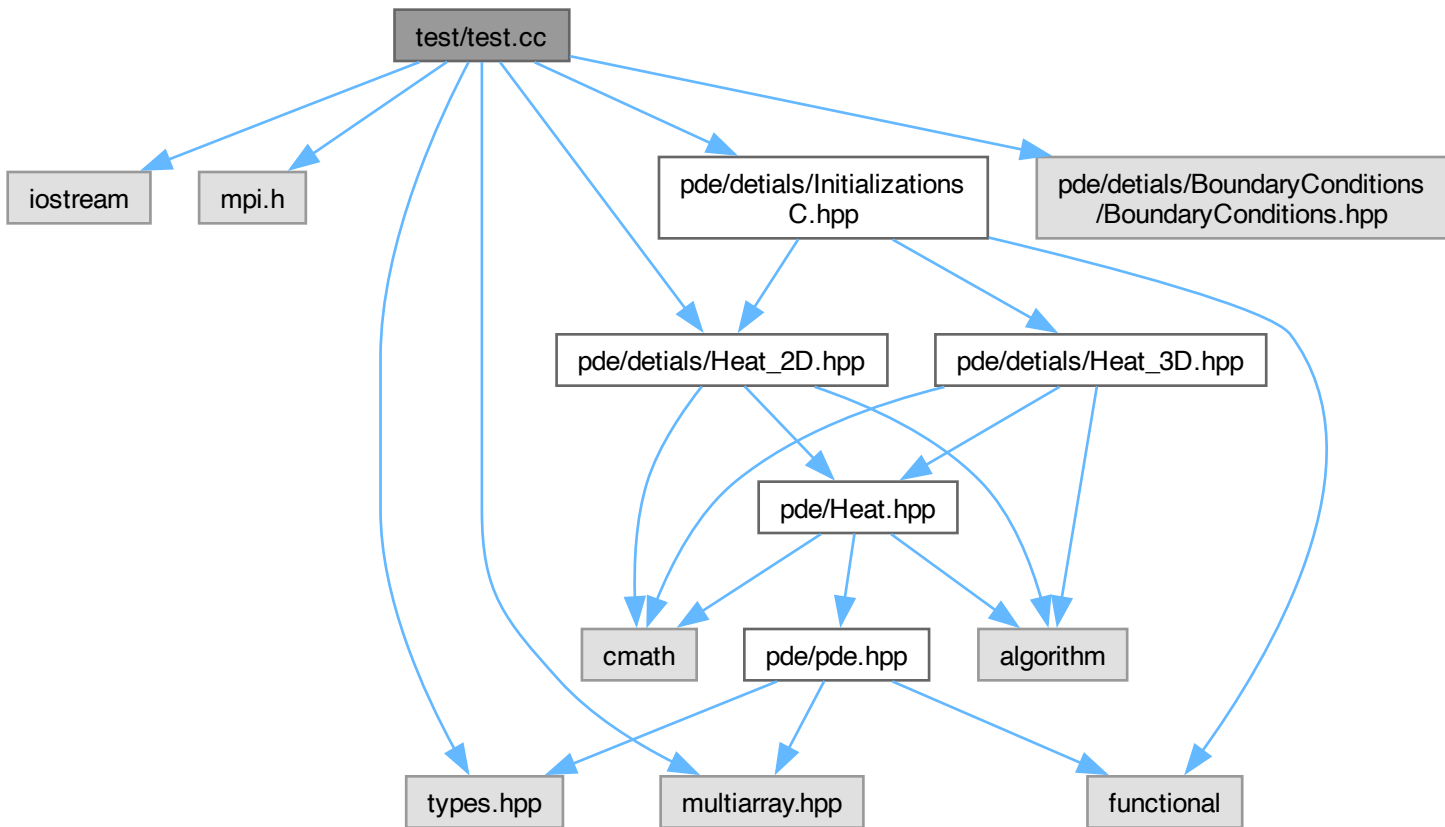 test/test.cc
iostream
mpi.h
pde/detials/Initializations
C.hpp
pde/detials/BoundaryConditions
/BoundaryConditions.hpp
pde/detials/Heat_2D.hpp
pde/detials/Heat_3D.hpp
pde/Heat.hpp
cmath
pde/pde.hpp
algorithm
types.hpp
multiarray.hpp
functional